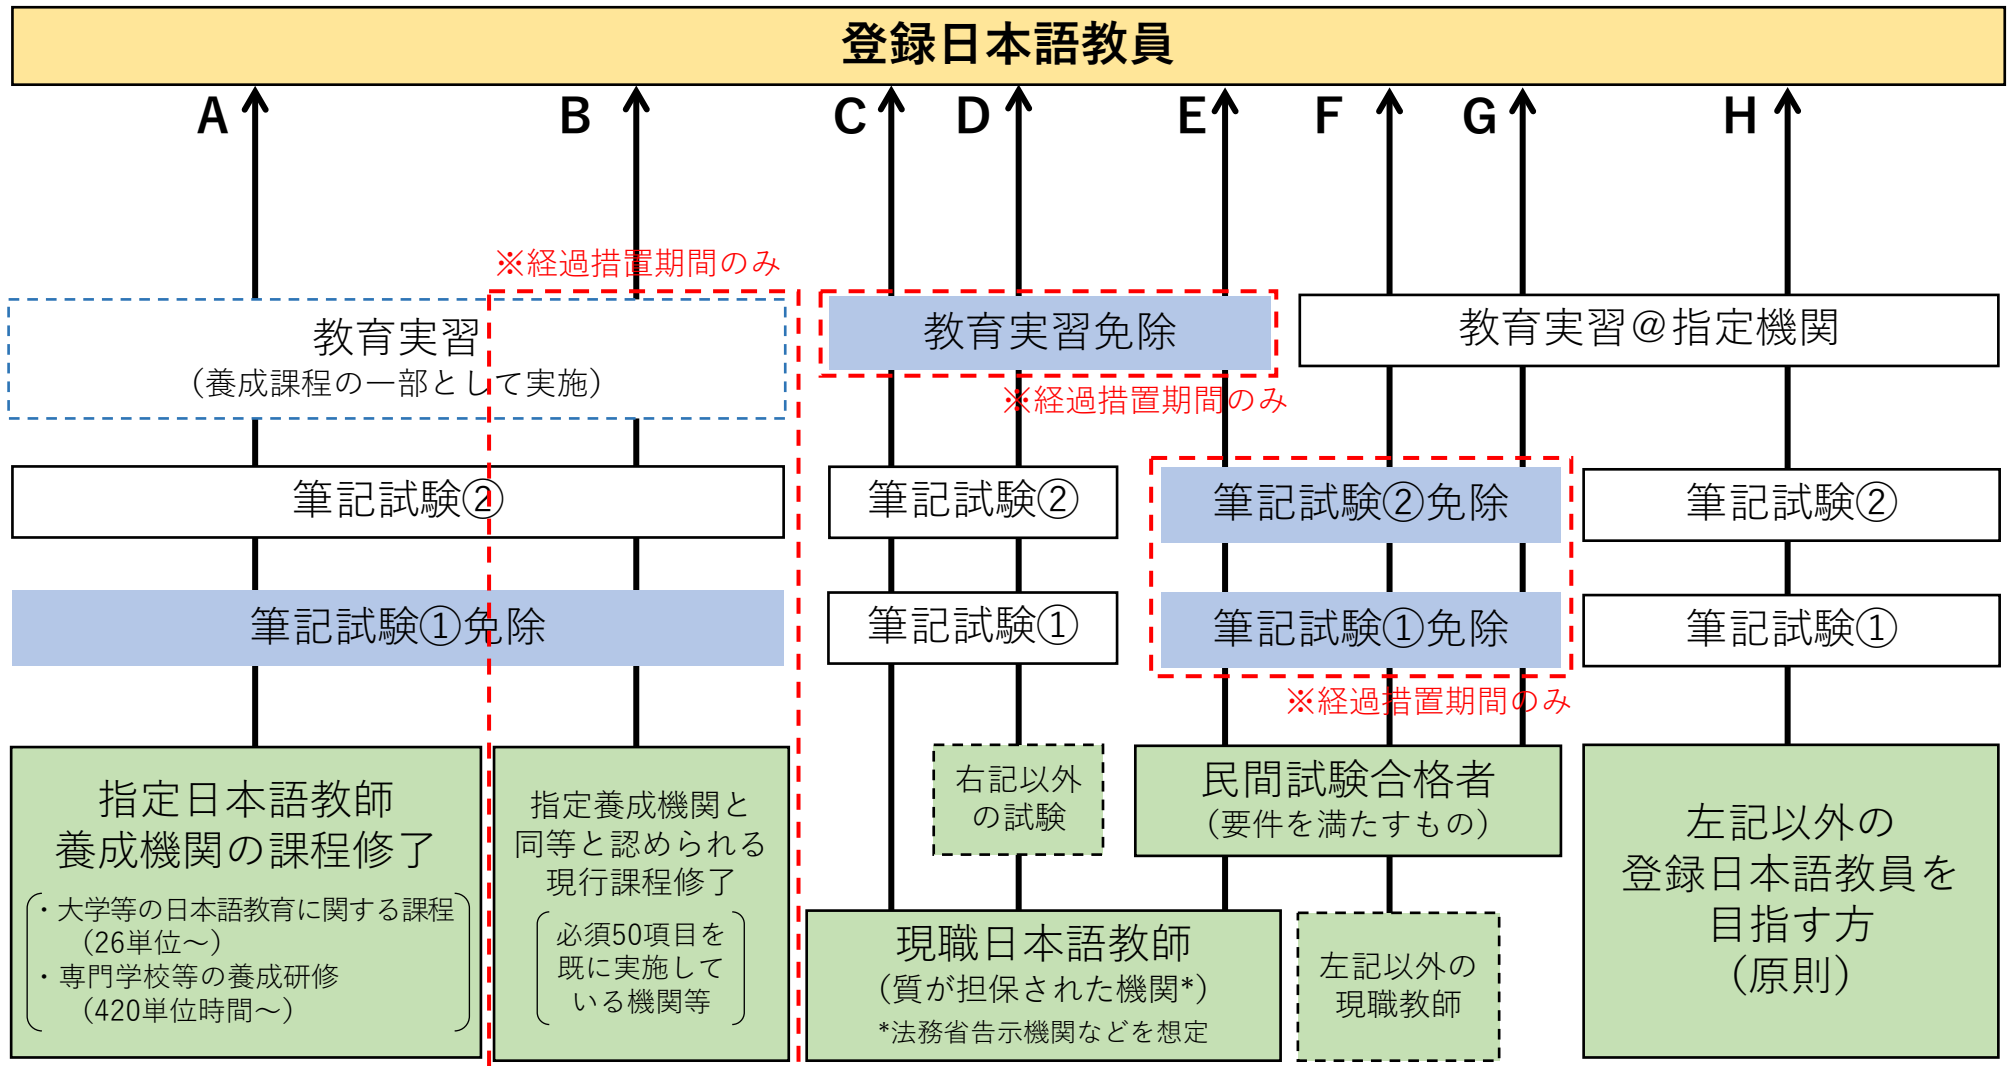 登録日本語教員
A
B
C
D
E
F
G
H
※経過措置期間のみ
教育実習
(養成課程の一部として実施)
教育実習免除
※経過措置期間のみ
教育実習@指定機関
筆記試験②
筆記試験②
筆記試験②免除
筆記試験②
筆記試験①免除
筆記試験①
筆記試験①免除
筆記試験①
※経過措置期間のみ
指定日本語教師
養成機関の課程修了
・大学等の日本語教育に関する課程
(26単位~)
・専門学校等の養成研修
(420単位時間~)
指定養成機関と
同等と認められる
現行課程修了
必須50項目を
既に実施して
いる機関等
右記以外
の試験
現職日本語教師
(質が担保された機関*)
*法務省告示機関などを想定
民間試験合格者
(要件を満たすもの)
左記以外の
現職教師
左記以外の
登録日本語教員を
目指す方
(原則)